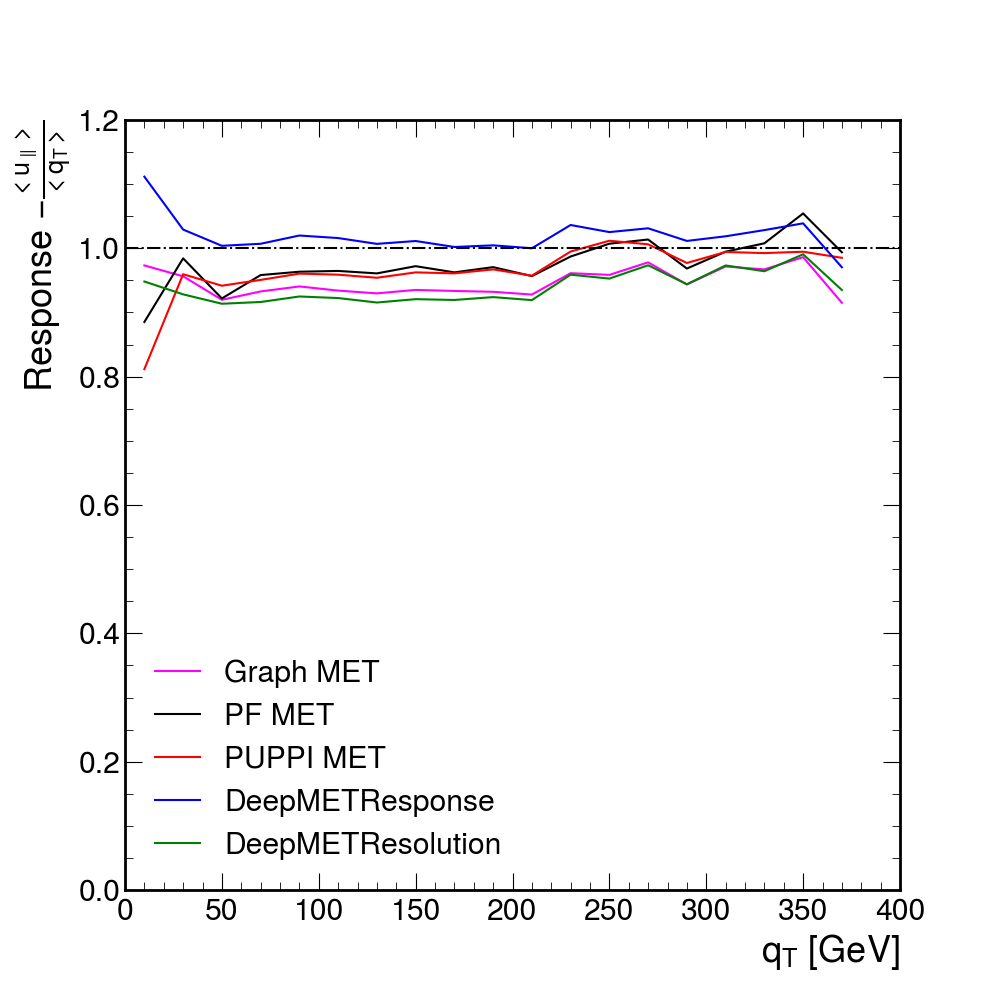 Response −<u∥>/<qT>
1.2
1.0
0.8
0.6
0.4
0.2
0.0
Graph MET
PF MET
PUPPI MET
DeepMETResponse
DeepMETResolution
0 50 100 150 200 250 300 350 400
qT [GeV]